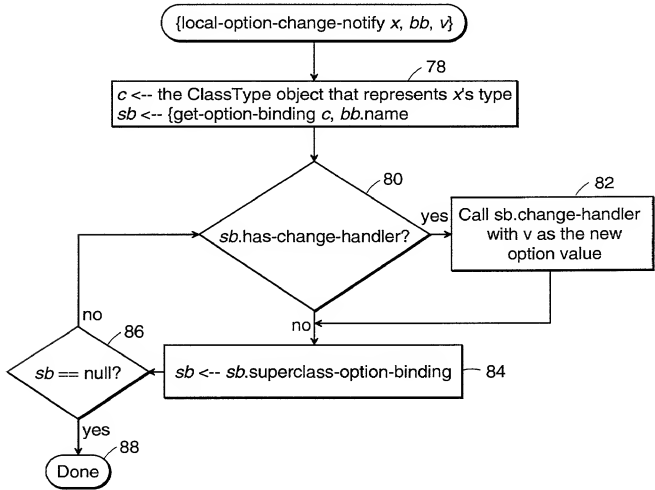 {local-option-change-notify x, bb, v}
78
c <-- the ClassType object that represents x's type
sb <-- {get-option-binding c, bb.name
80
sb.has-change-handler?
yes
82
Call sb.change-handler
with v as the new
option value
no
no
86
sb == null?
sb <-- sb.superclass-option-binding
84
yes
88
Done